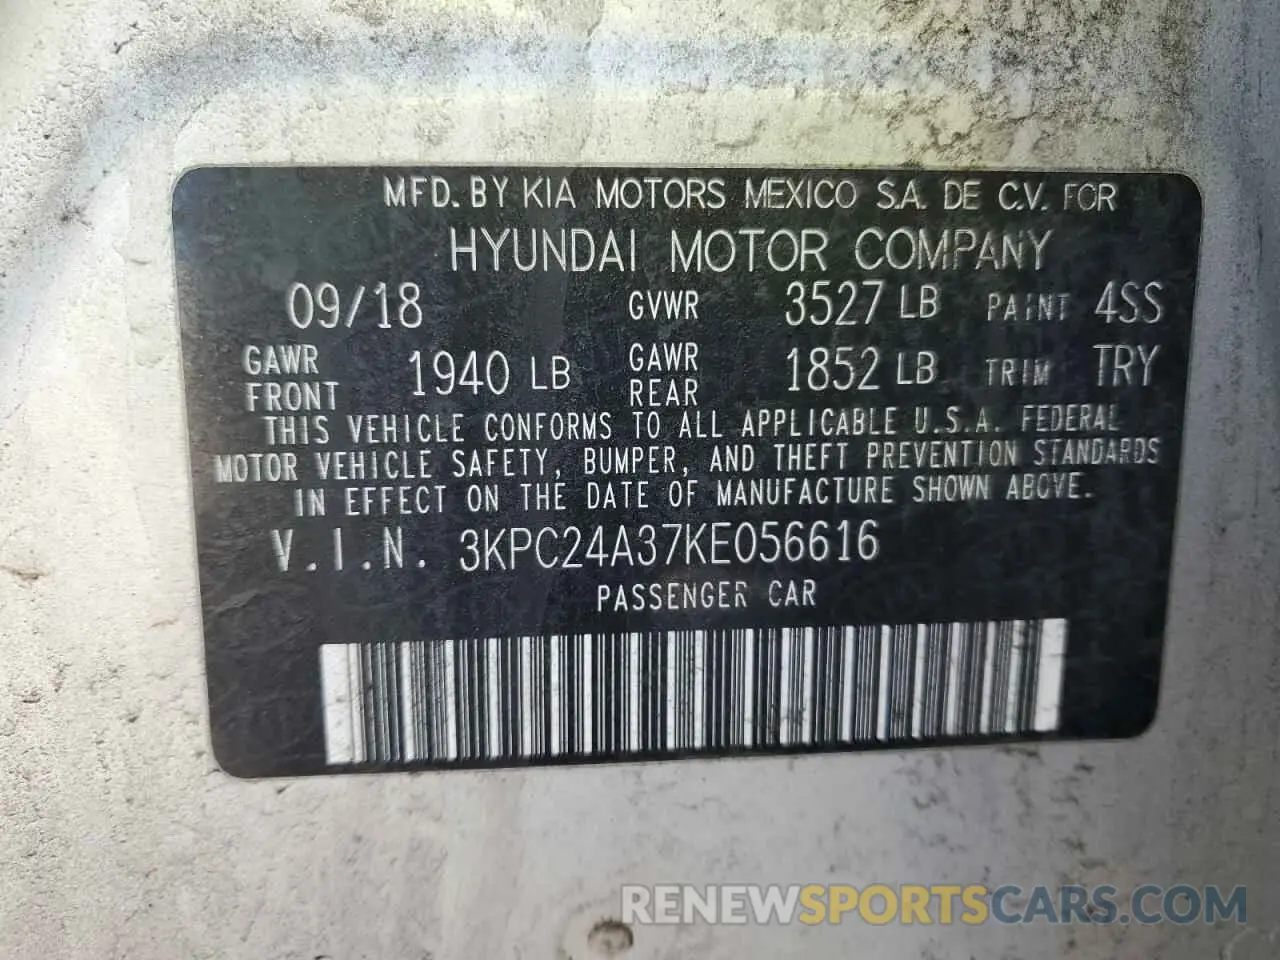 MFD. BY KIA MOTORS MEXICO S.A. DE C.V. FOR
HYUNDAI MOTOR COMPANY
09/18 GVWR 3527 LB PAINT 4SS
GAWR FRONT 1940 LB GAWR REAR 1852 LB TRIM TRY
THIS VEHICLE CONFORMS TO ALL APPLICABLE U.S.A. FEDERAL
MOTOR VEHICLE SAFETY, BUMPER, AND THEFT PREVENTION STANDARDS
IN EFFECT ON THE DATE OF MANUFACTURE SHOWN ABOVE.
V.I.N. 3KPC24A37KE056616
PASSENGER CAR
RENEWSPORTSCARS.COM